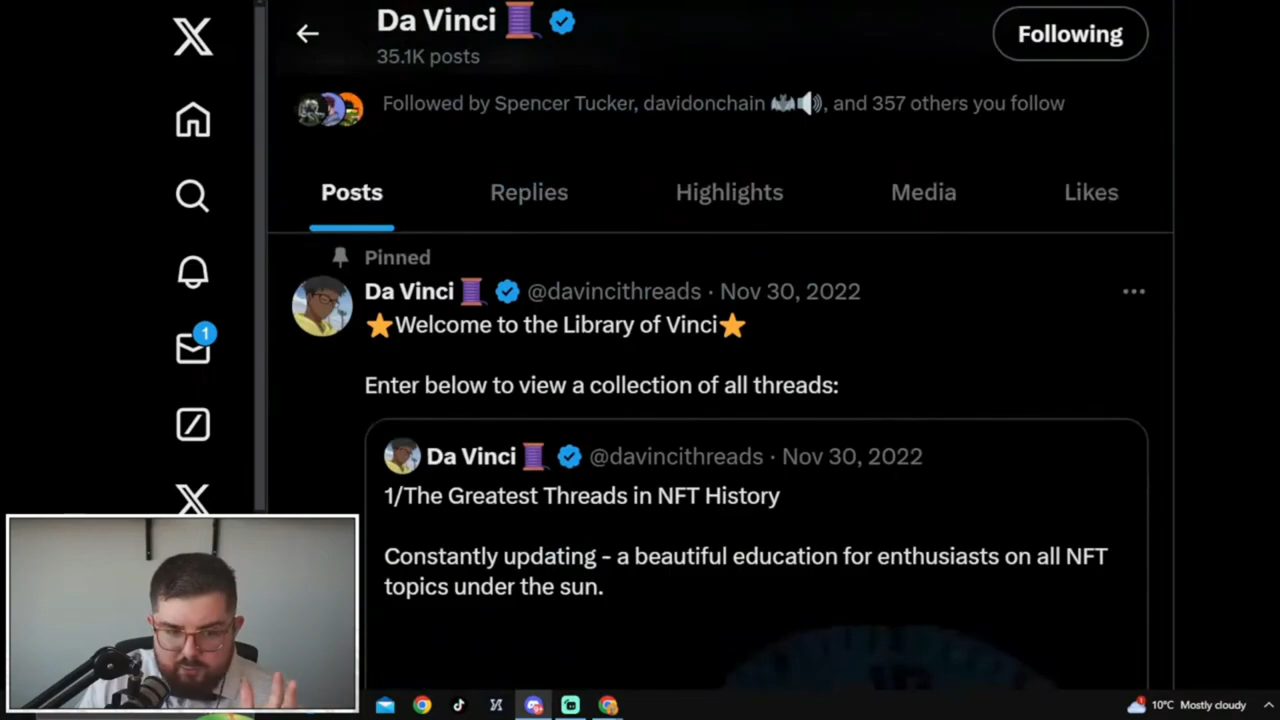 Da Vinci
35.1K posts
Following
Followed by Spencer Tucker, davidonchain, and 357 others you follow
Posts Replies Highlights Media Likes
Pinned
Da Vinci @davincithreads · Nov 30, 2022
⭐Welcome to the Library of Vinci⭐
1
Enter below to view a collection of all threads:
Da Vinci @davincithreads · Nov 30, 2022
1/The Greatest Threads in NFT History
Constantly updating - a beautiful education for enthusiasts on all NFT
topics under the sun.
10°C Mostly cloudy